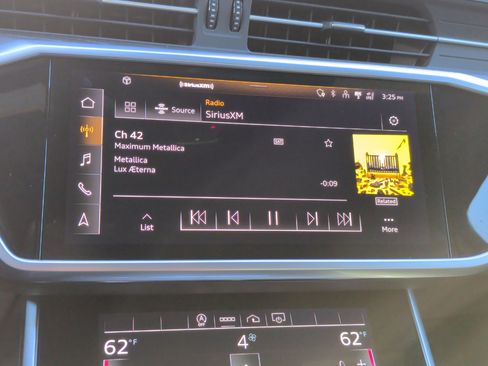 SiriusXM
3:25 PM
Source
Radio
SiriusXM
Ch 42
Maximum Metallica
Metallica
Lux Æterna
-0:09
Related
List
More
OFF
62°F
4
62°F